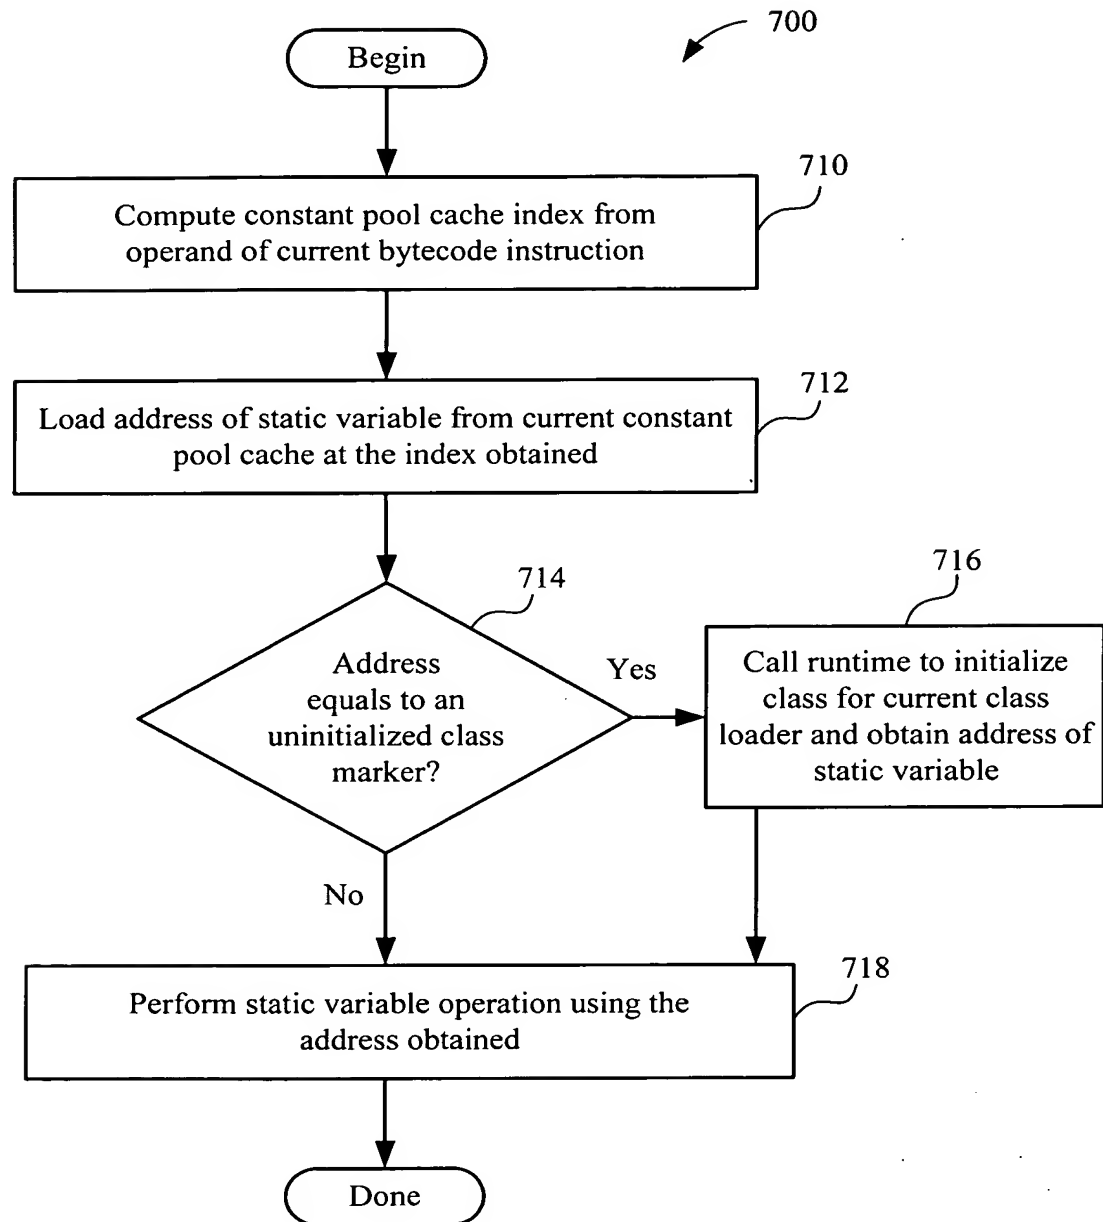 700
Begin
710
Compute constant pool cache index from
operand of current bytecode instruction
712
Load address of static variable from current constant
pool cache at the index obtained
714
Address
equals to an
uninitialized class
marker?
Yes
716
Call runtime to initialize
class for current class
loader and obtain address of
static variable
No
718
Perform static variable operation using the
address obtained
Done